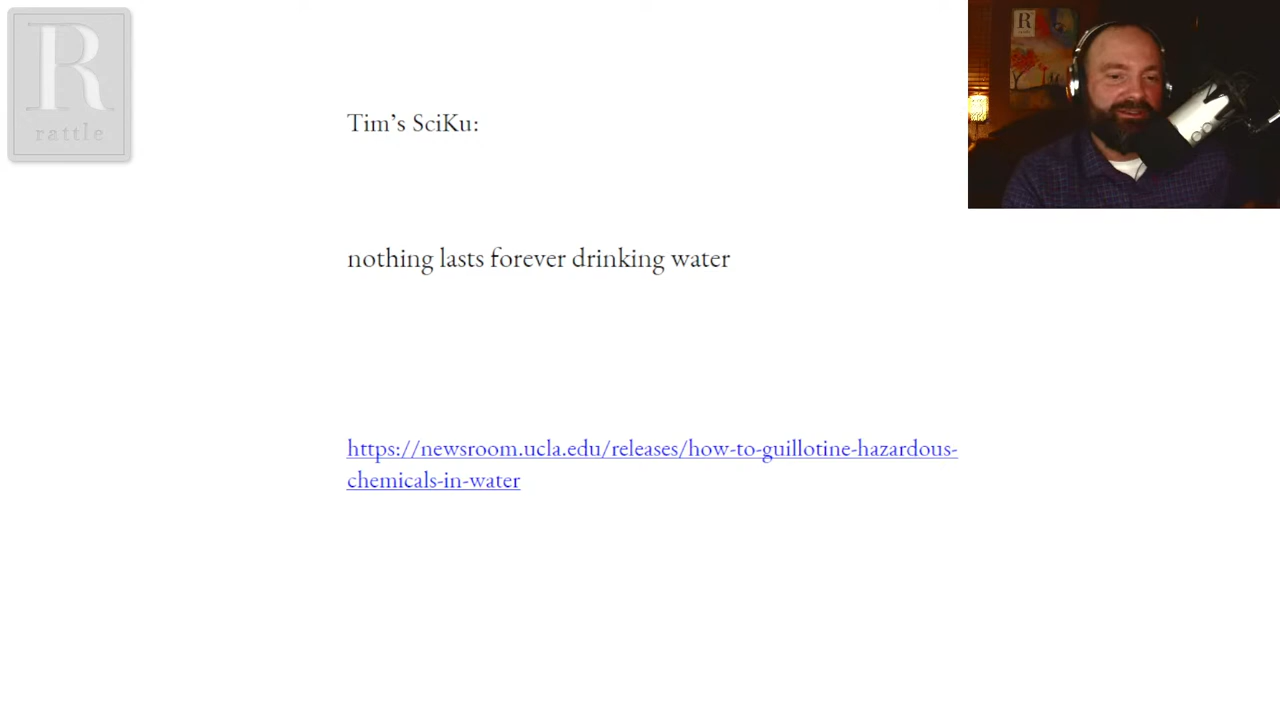 R
rattle
R
Tim’s SciKu:
nothing lasts forever drinking water
https://newsroom.ucla.edu/releases/how-to-guillotine-hazardous-
chemicals-in-water